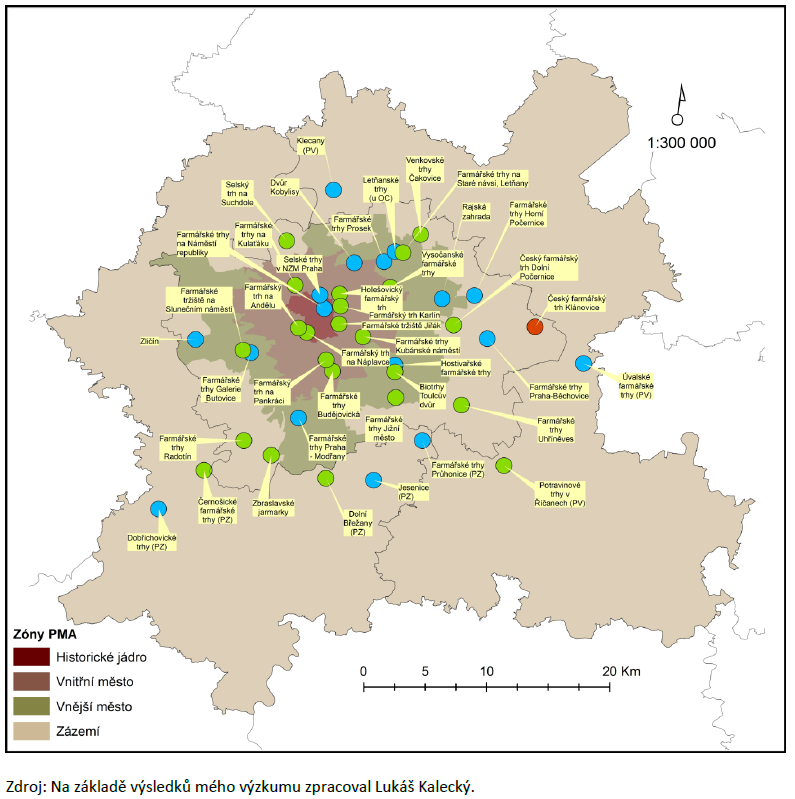 1:300 000
Klecany
(PV)
Venkovské
trhy
Čakovice
Letňanské
trhy
(u OC)
Farmářské trhy na
Staré návsi, Letňany
Selský
trh na
Suchdole
Dvůr
Kobylisy
Rajská
zahrada
Farmářské
trhy Horní
Počernice
Farmářské
trhy Prosek
Farmářské
trhy na
Kulaťáku
Farmářské trhy
na Náměstí
republiky
Selské trhy
v NZM Praha
Vysočanské
farmářské
trhy
Český farmářský
trh Dolní
Počernice
Farmářské
tržiště na
Slunečním náměstí
Farmářský
trh na
Andělu
Holešovický
farmářský
trh
Český farmářský
trh Klánovice
Farmářský trh Karlín
Farmářské tržiště Jiřák
Zličín
Farmářské trhy
Kubánské náměstí
Farmářský trh
na Náplavce
Hostivařské
farmářské trhy
Farmářské
trhy Galerie
Butovice
Farmářský
trh na
Pankráci
Farmářské
trhy
Budějovická
Biotrhy
Toulcův
dvůr
Farmářské trhy
Praha-Běchovice
Úvalské
farmářské
trhy (PV)
Farmářské
trhy
Radotín
Farmářské
trhy Praha
- Modřany
Farmářské
trhy Jižní
město
Farmářské
trhy
Uhříněves
Farmářské trhy
Průhonice (PZ)
Černošické
farmářské
trhy (PZ)
Zbraslavské
jarmarky
Jesenice
(PZ)
Potravinové
trhy v
Říčanech (PV)
Dolní
Břežany
(PZ)
Dobřichovické
trhy (PZ)
Zóny PMA
Historické jádro
Vnitřní město
Vnější město
Zázemí
0 5 10 20 Km
Zdroj: Na základě výsledků mého výzkumu zpracoval Lukáš Kalecký.